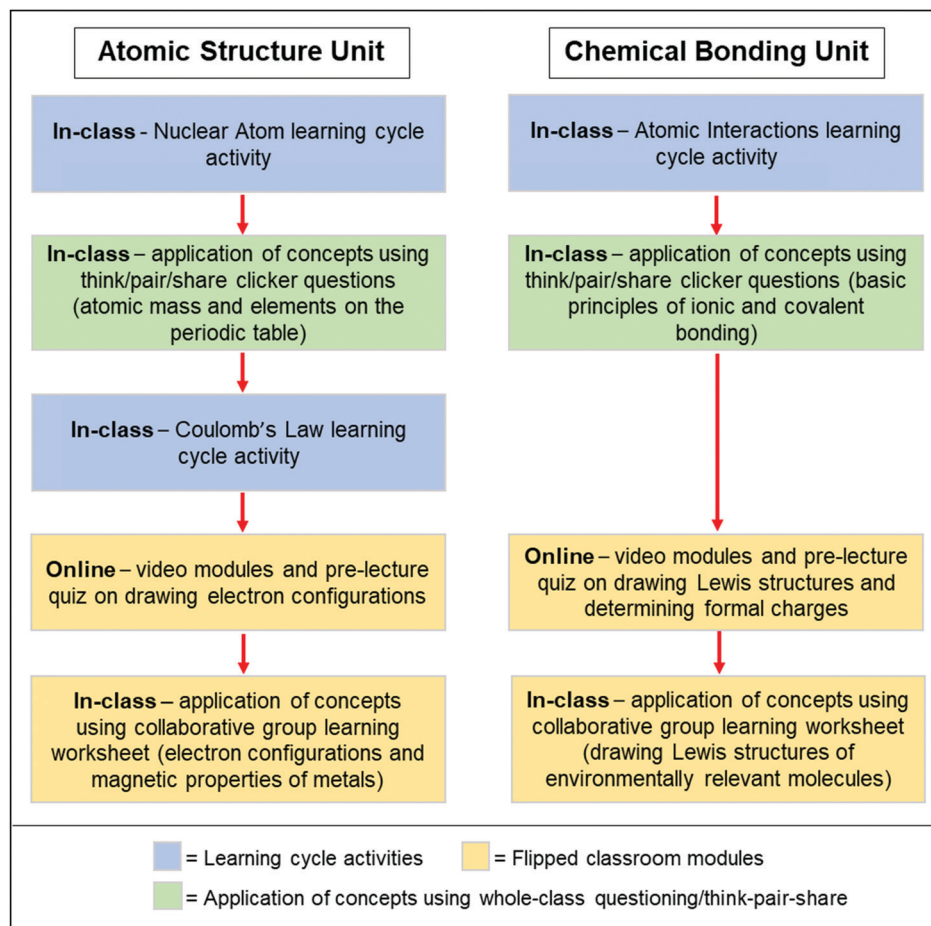 Atomic Structure Unit
In-class - Nuclear Atom learning cycle
activity
In-class – application of concepts using
think/pair/share clicker questions
(atomic mass and elements on the
periodic table)
In-class – Coulomb's Law learning
cycle activity
Online – video modules and pre-lecture
quiz on drawing electron configurations
In-class – application of concepts
using collaborative group learning
worksheet (electron configurations and
magnetic properties of metals)
Chemical Bonding Unit
In-class – Atomic Interactions learning
cycle activity
In-class – application of concepts using
think/pair/share clicker questions (basic
principles of ionic and covalent
bonding)
Online – video modules and pre-lecture
quiz on drawing Lewis structures and
determining formal charges
In-class – application of concepts using
collaborative group learning worksheet
(drawing Lewis structures of
environmentally relevant molecules)
= Learning cycle activities
= Flipped classroom modules
= Application of concepts using whole-class questioning/think-pair-share